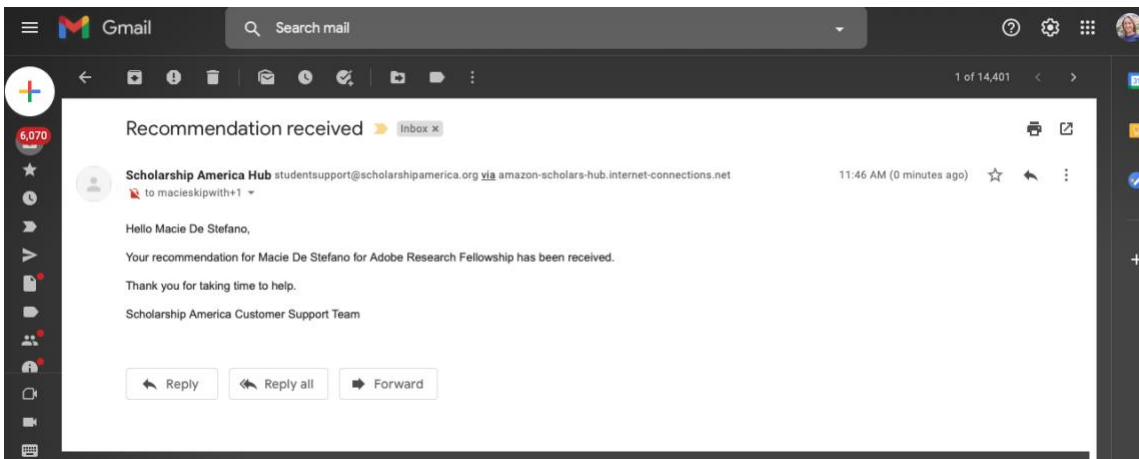 Gmail
Search mail
1 of 14,401
6,070
Recommendation received Inbox x
Scholarship America Hub studentsupport@scholarshipamerica.org via amazon-scholars-hub.internet-connections.net 11:46 AM (0 minutes ago)
to macieskipwith+1
Hello Macie De Stefano,
Your recommendation for Macie De Stefano for Adobe Research Fellowship has been received.
Thank you for taking time to help.
Scholarship America Customer Support Team
Reply Reply all Forward